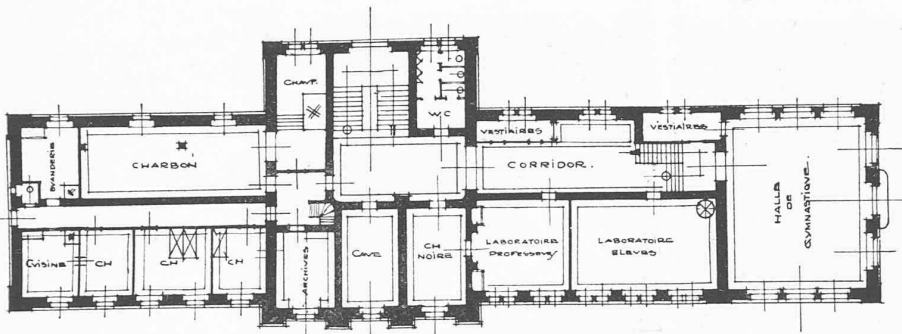 CHAUF.
W.C
VESTIAIRES
VESTIAIRES
BUANDERIE
CHARBON
CORRIDOR.
HALLE
DE
GYMNASTIQUE.
CUISINE
CH
CH
CH
ARCHIVES
CAVE
CH
NOIRE
LABORATOIRE
PROFESSEUR
LABORATOIRE
ELEVES